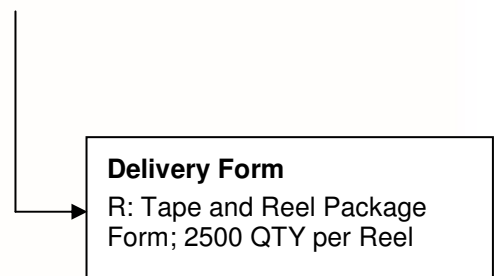 Delivery Form
R: Tape and Reel Package
Form; 2500 QTY per Reel